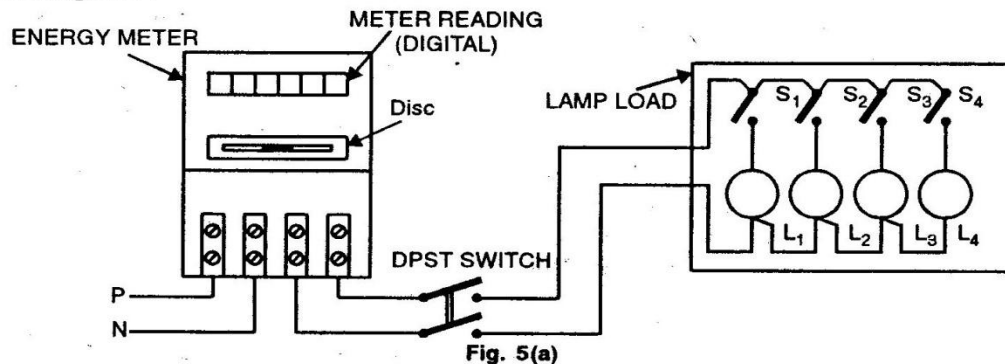 METER READING
(DIGITAL)
ENERGY METER
Disc
LAMP LOAD
S₁ S₂ S₃ S₄
L₁ L₂ L₃ L₄
DPST SWITCH
P
N
Fig. 5(a)